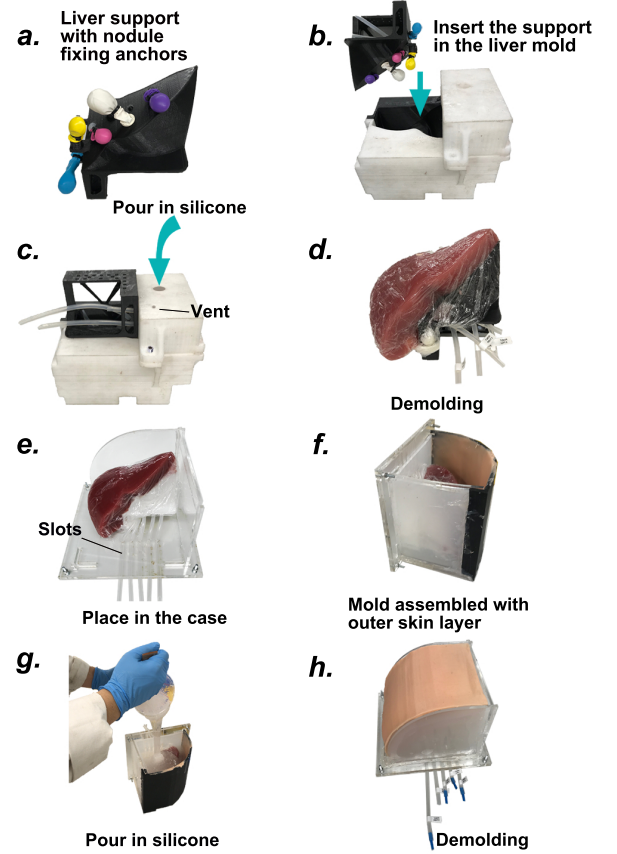 a.
Liver support
with nodule
fixing anchors
b.
Insert the support
in the liver mold
Pour in silicone
c.
Vent
d.
Demolding
e.
Slots
Place in the case
f.
Mold assembled with
outer skin layer
g.
Pour in silicone
h.
Demolding